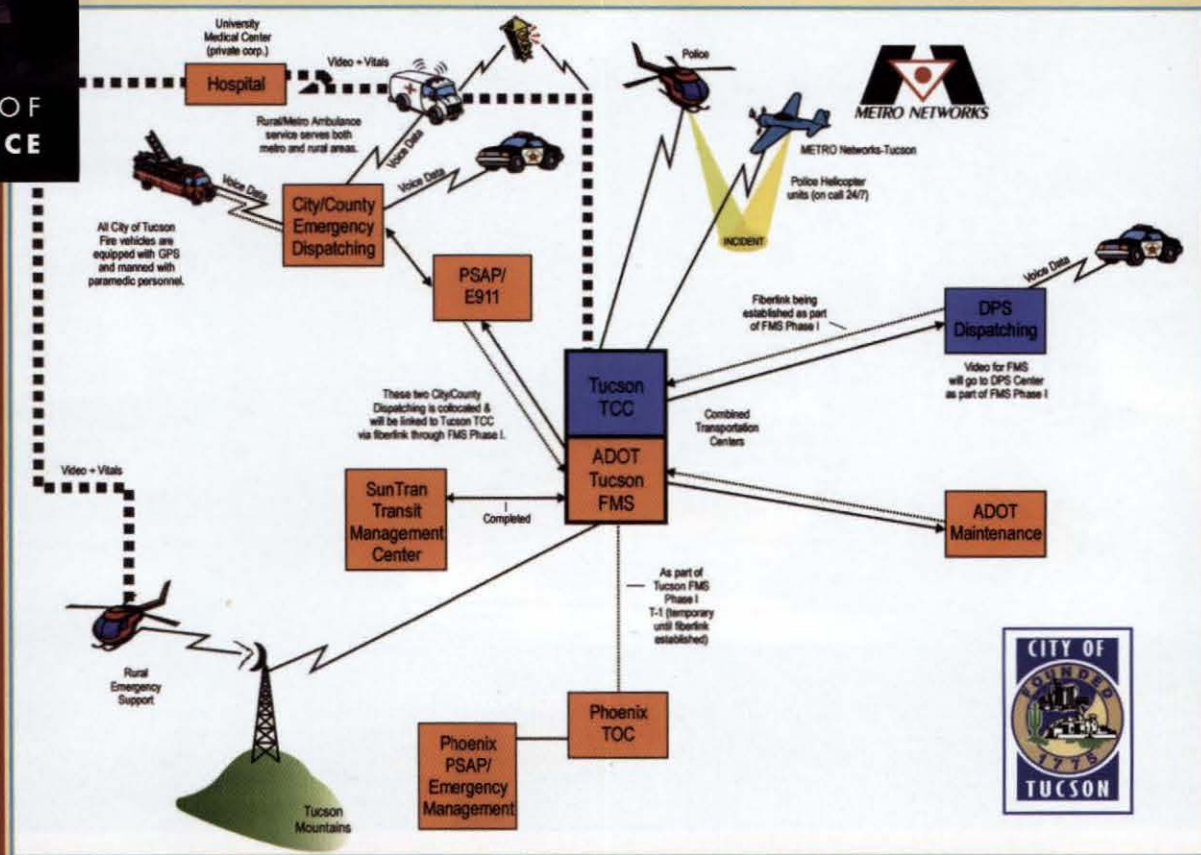 OF
CE
University
Medical Center
(private corp.)
Hospital
Video + Vitals
Rural/Metro Ambulance
service serves both
metro and rural areas.
Voice Data
Voice Data
Voice Data
All City of Tucson
Fire vehicles are
equipped with GPS
and manned with
paramedic personnel.
City/County
Emergency
Dispatching
PSAP/
E911
Police
METRO NETWORKS
METRO Networks-Tucson
Police Helicopter
units (on call 24/7)
INCIDENT
Voice Data
Fiberlink being
established as part
of FMS Phase I
DPS
Dispatching
Video for FMS
will go to DPS Center
as part of FMS Phase I
Tucson
TCC
Combined
Transportation
Centers
These two City/County
Dispatching is collocated &
will be linked to Tucson TCC
via fiberlink through FMS Phase I.
ADOT
Tucson
FMS
Video + Vitals
SunTran
Transit
Management
Center
Completed
ADOT
Maintenance
As part of
Tucson FMS
Phase I
T-1 (temporary
until fiberlink
established)
Rural
Emergency
Support
Tucson
Mountains
Phoenix
TOC
Phoenix
PSAP/
Emergency
Management
CITY OF
FOUNDED
1775
TUCSON